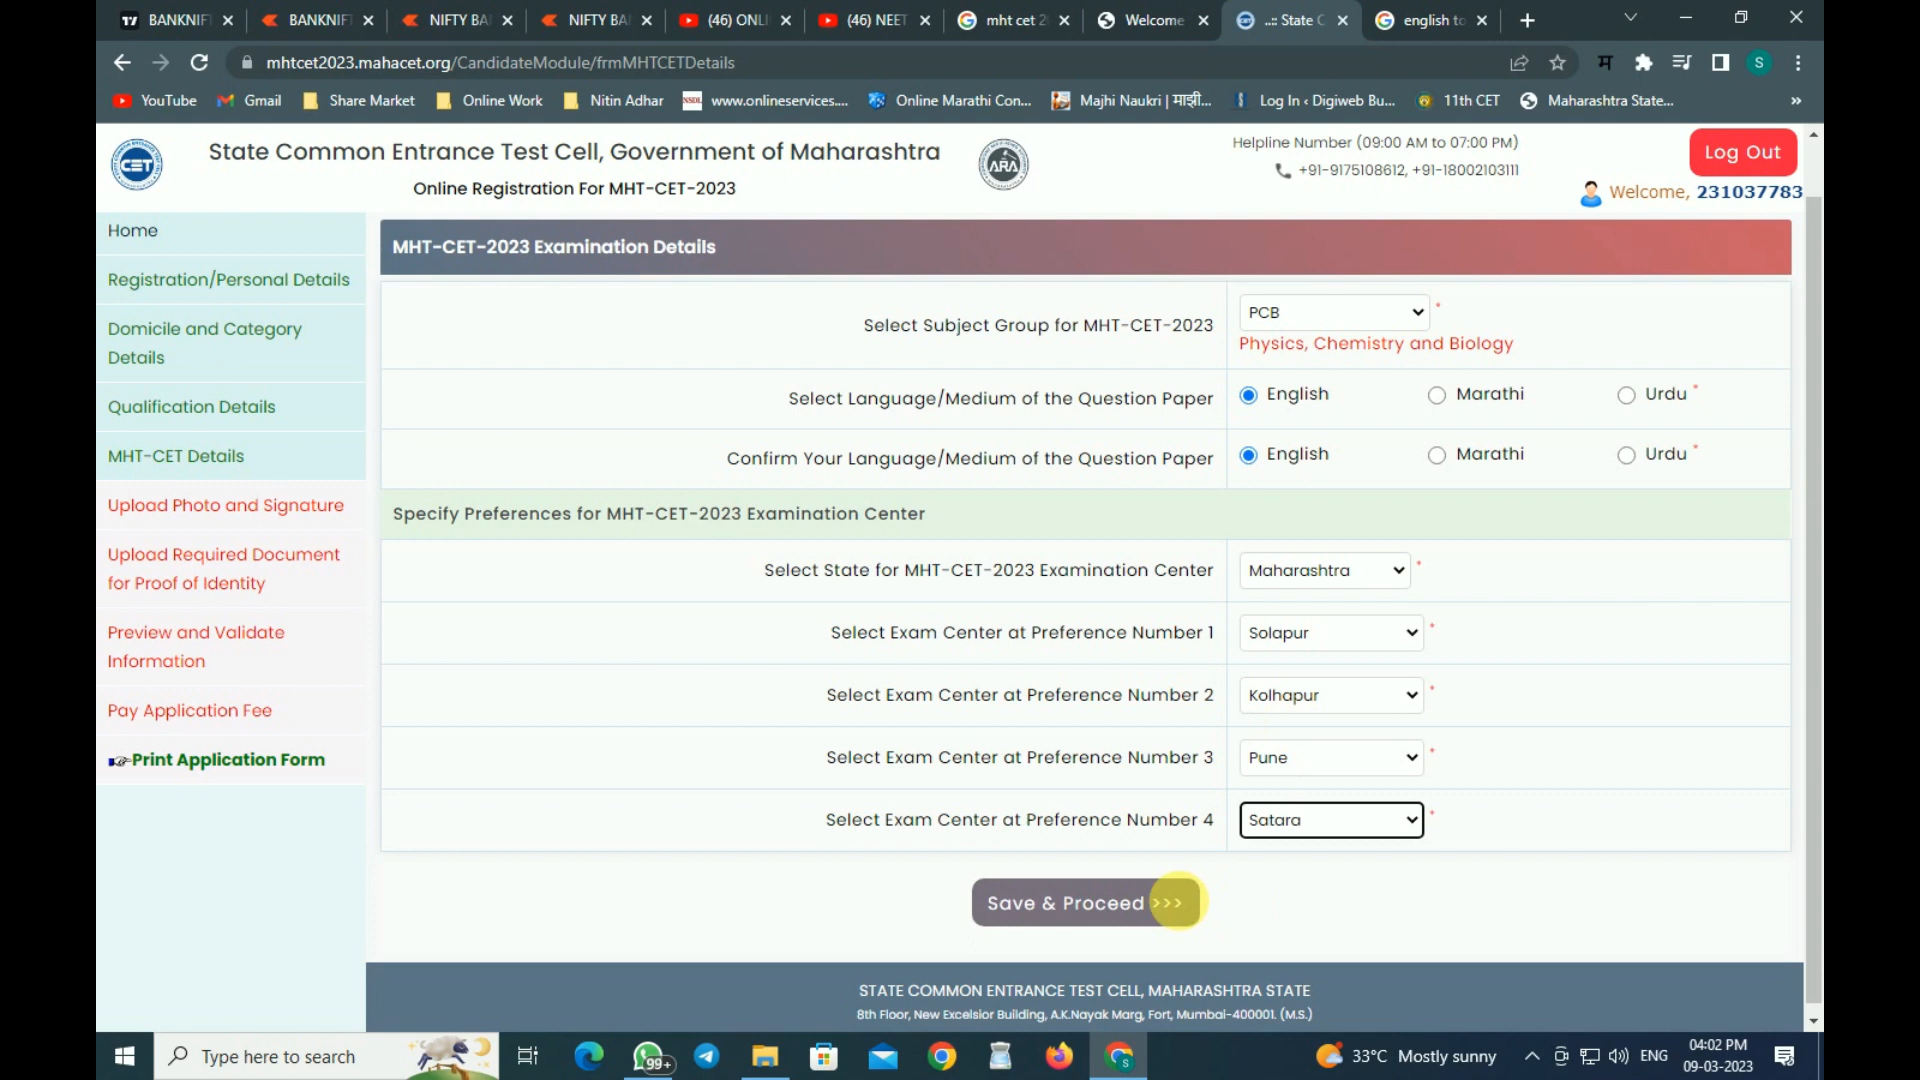 BANKNIF
BANKNIFT
NIFTY BA
NIFTY BA
(46) ONLI
(46) NEET
mht cet 2
Welcome
..:: State C
english to
mhtcet2023.mahacet.org/CandidateModule/frmMHTCETDetails
YouTube
Gmail
Share Market
Online Work
Nitin Adhar
www.onlineservices....
Online Marathi Con...
Majhi Naukri | माझी...
Log In ‹ Digiweb Bu...
11th CET
Maharashtra State...
State Common Entrance Test Cell, Government of Maharashtra
Online Registration For MHT-CET-2023
CET
ARA
Helpline Number (09:00 AM to 07:00 PM)
+91-9175108612, +91-18002103111
Log Out
Welcome, 231037783
Home
Registration/Personal Details
Domicile and Category
Details
Qualification Details
MHT-CET Details
Upload Photo and Signature
Upload Required Document
for Proof of Identity
Preview and Validate
Information
Pay Application Fee
Print Application Form
MHT-CET-2023 Examination Details
Select Subject Group for MHT-CET-2023
PCB *
Physics, Chemistry and Biology
Select Language/Medium of the Question Paper
English Marathi Urdu *
Confirm Your Language/Medium of the Question Paper
English Marathi Urdu *
Specify Preferences for MHT-CET-2023 Examination Center
Select State for MHT-CET-2023 Examination Center
Maharashtra *
Select Exam Center at Preference Number 1
Solapur *
Select Exam Center at Preference Number 2
Kolhapur *
Select Exam Center at Preference Number 3
Pune *
Select Exam Center at Preference Number 4
Satara *
Save & Proceed >>>
STATE COMMON ENTRANCE TEST CELL, MAHARASHTRA STATE
8th Floor, New Excelsior Building, A.K.Nayak Marg, Fort, Mumbai-400001. (M.S.)
Type here to search
99+
33°C Mostly sunny
ENG
04:02 PM
09-03-2023